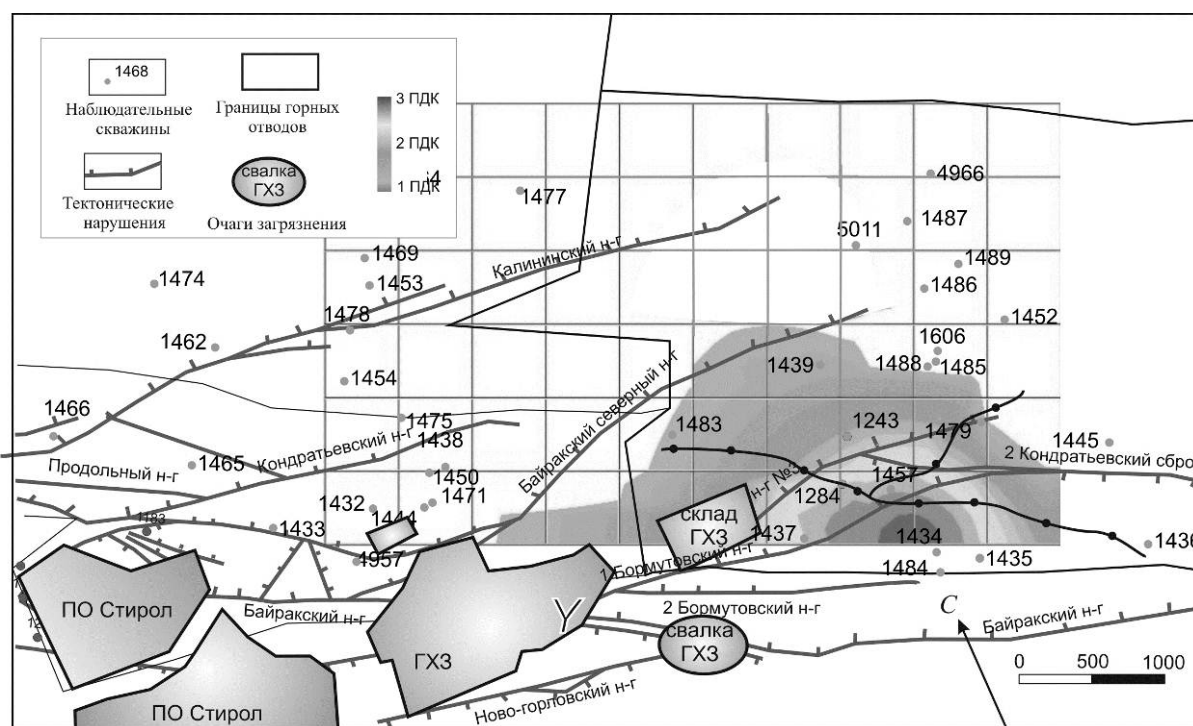 1468
Наблюдательные
скважины
Границы горных
отводов
3 ПДК
2 ПДК
1 ПДК
Тектонические
нарушения
свалка
ГХЗ
Очаги загрязнения
4
1477
4966
1487
5011
1469
1489
Калининский н-г
1474
1453
1486
1478
1452
1462
1606
1439
1488
1485
1454
Байракский северный н-г
1466
1475
1483
1243
1479
1438
1445
Кондратьевский н-г
Продольный н-г
1465
1450
2 Кондратьевский сбро
1457
н-г №3
1471
1284
1432
1444
склад
ГХЗ
1183
1433
1437
1434
1436
4957
1435
1 Бормутовский н-г
1484
ПО Стирол
Байракский н-г
2 Бормутовский н-г
С
Байракский н-г
свалка
ГХЗ
ГХЗ
0 500 1000
Ново-горловский н-г
ПО Стирол